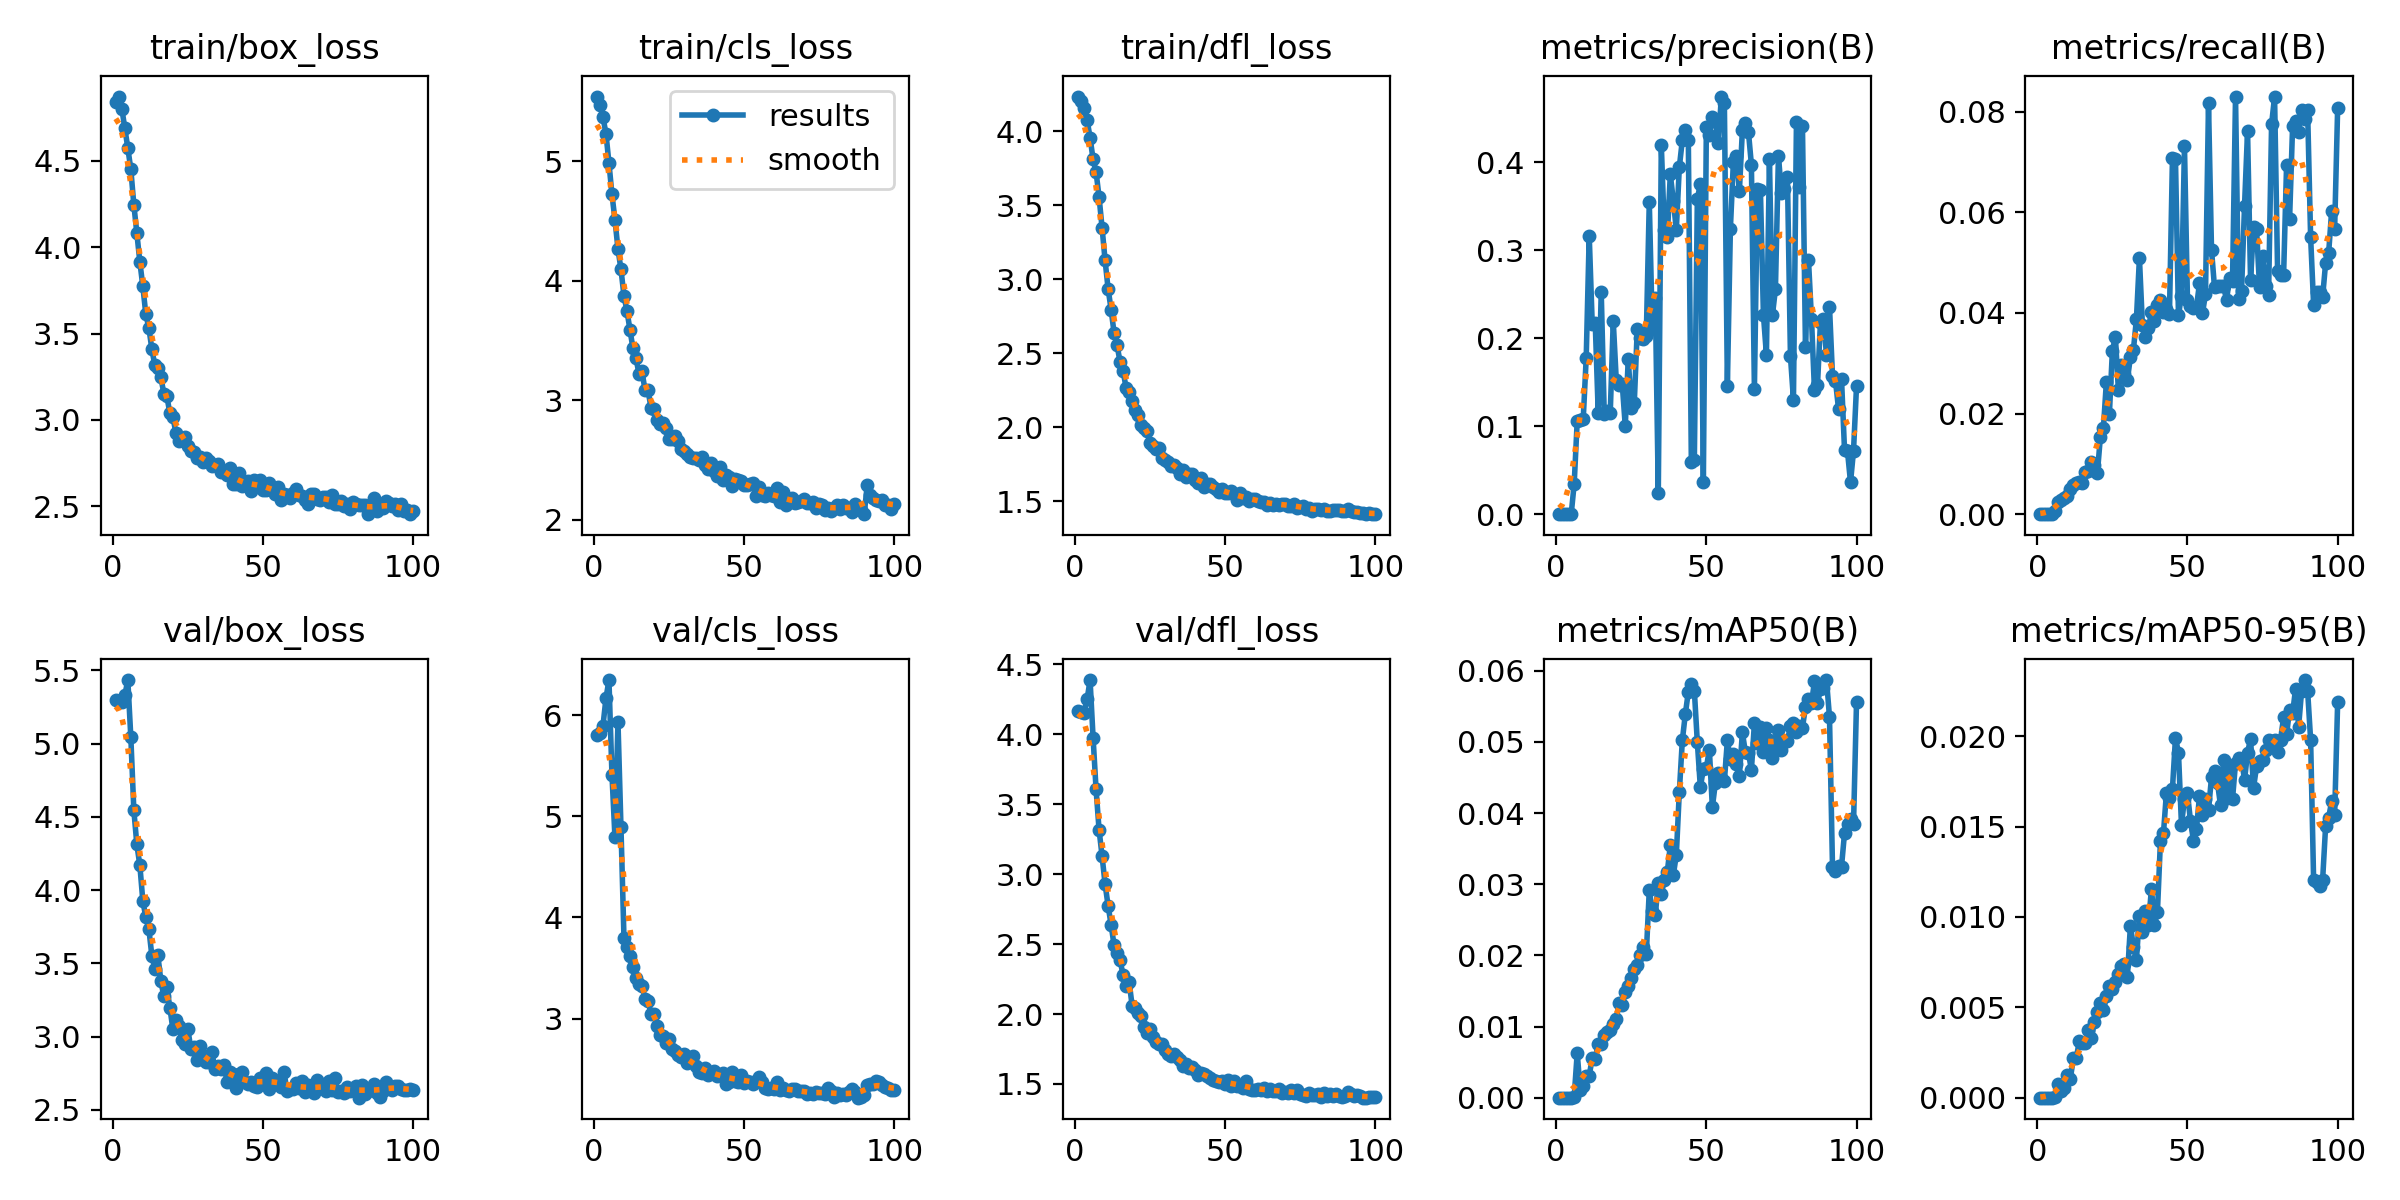 train/box_loss
4.5
4.0
3.5
3.0
2.5
0 50 100
train/cls_loss
results
smooth
5
4
3
2
0 50 100
train/dfl_loss
4.0
3.5
3.0
2.5
2.0
1.5
0 50 100
metrics/precision(B)
0.4
0.3
0.2
0.1
0.0
0 50 100
metrics/recall(B)
0.08
0.06
0.04
0.02
0.00
0 50 100
val/box_loss
5.5
5.0
4.5
4.0
3.5
3.0
2.5
0 50 100
val/cls_loss
6
5
4
3
0 50 100
val/dfl_loss
4.5
4.0
3.5
3.0
2.5
2.0
1.5
0 50 100
metrics/mAP50(B)
0.06
0.05
0.04
0.03
0.02
0.01
0.00
0 50 100
metrics/mAP50-95(B)
0.020
0.015
0.010
0.005
0.000
0 50 100